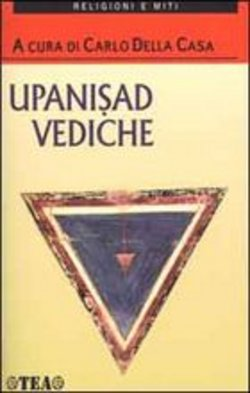 RELIGIONI E MITI
A CURA DI CARLO DELLA CASA
UPANIṢAD
VEDICHE
TEA